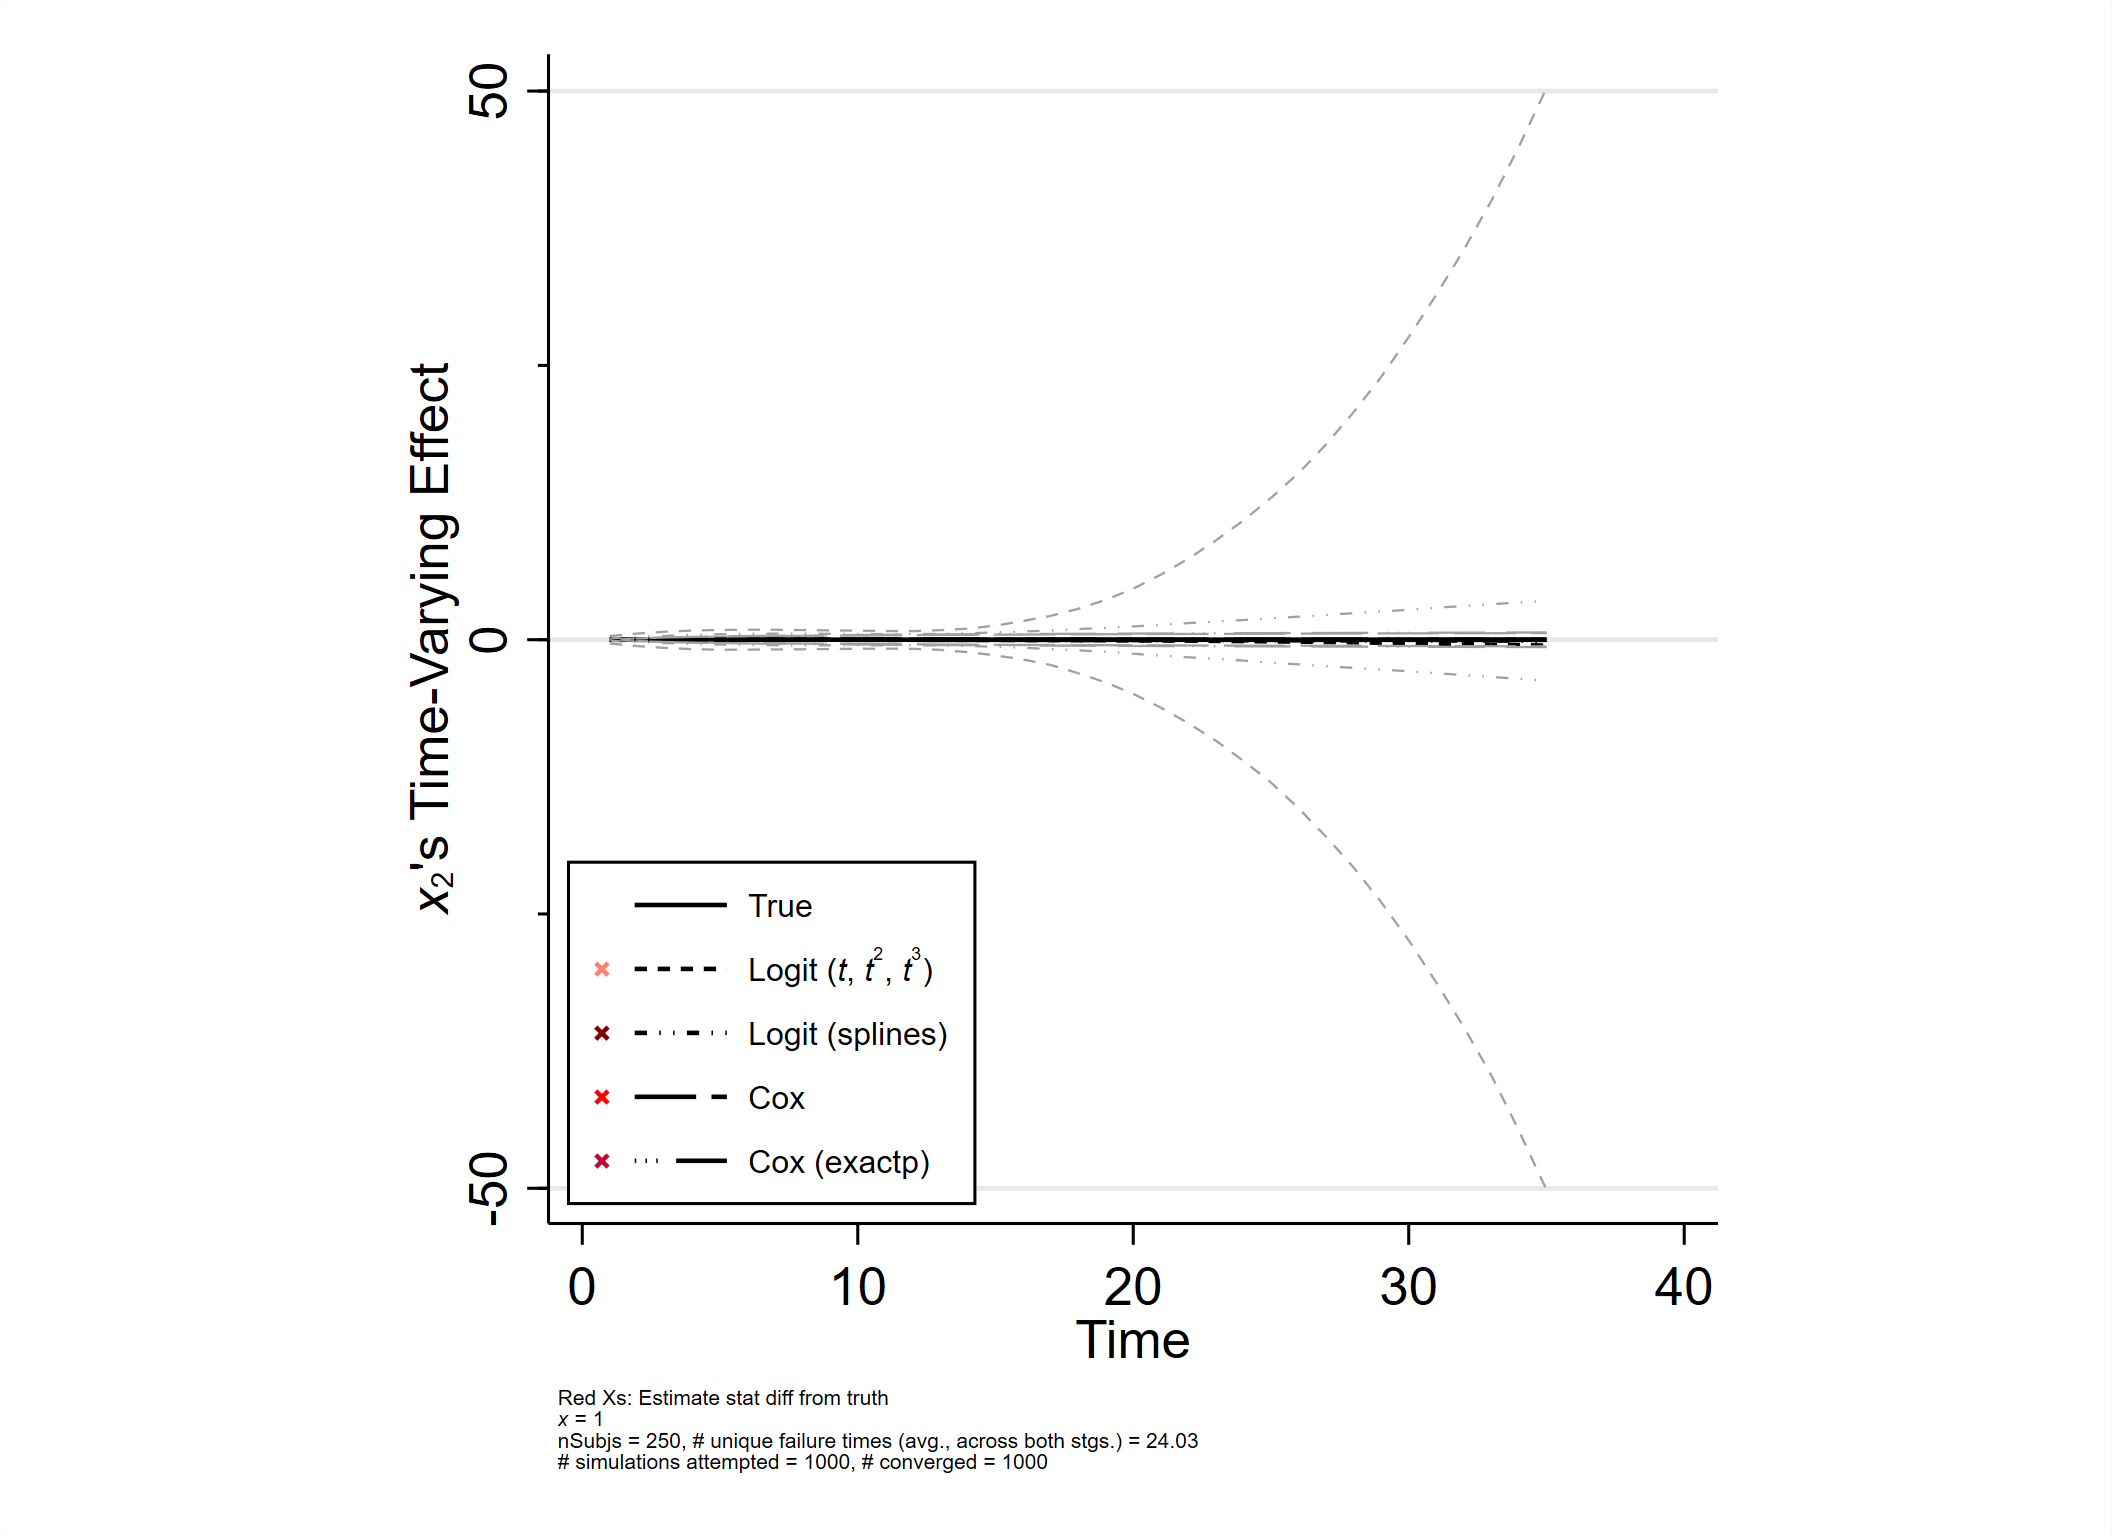 x₂'s Time-Varying Effect
50
0
-50
True
Logit (t, t², t³)
Logit (splines)
Cox
Cox (exactp)
0 10 20 30 40
Time
Red Xs: Estimate stat diff from truth
x = 1
nSubjs = 250, # unique failure times (avg., across both stgs.) = 24.03
# simulations attempted = 1000, # converged = 1000